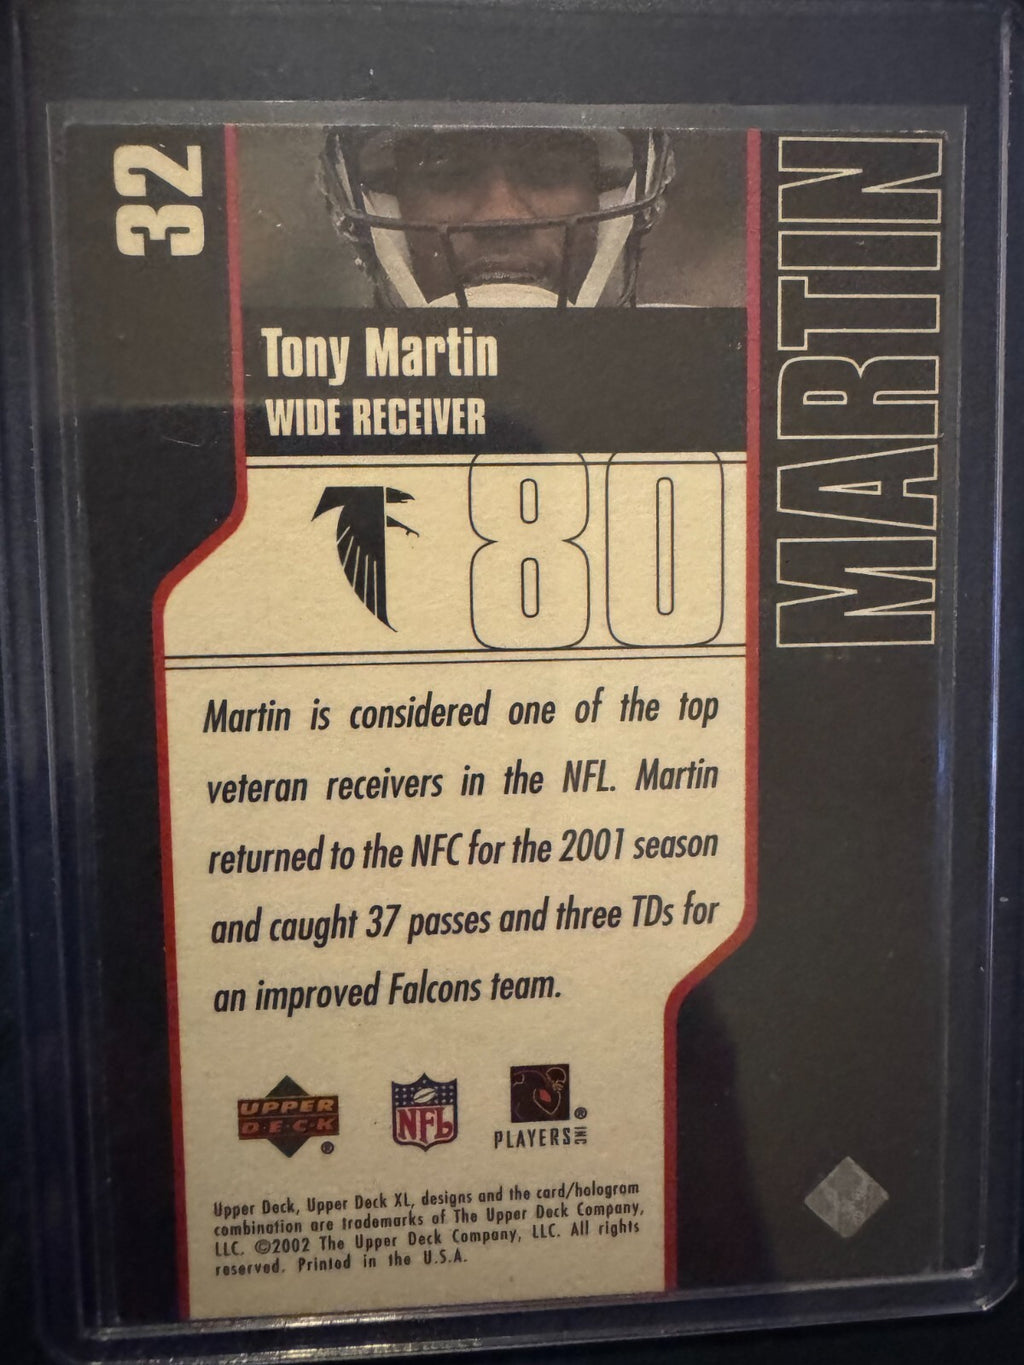 32
MARTIN
Tony Martin
WIDE RECEIVER
80
Martin is considered one of the top
veteran receivers in the NFL. Martin
returned to the NFC for the 2001 season
and caught 37 passes and three TDs for
an improved Falcons team.
UPPER
D·E·C·K
®
NFL
PLAYERS INC
®
Upper Deck, Upper Deck XL, designs and the card/hologram
combination are trademarks of The Upper Deck Company,
LLC. ©2002 The Upper Deck Company, LLC. All rights
reserved. Printed in the U.S.A.